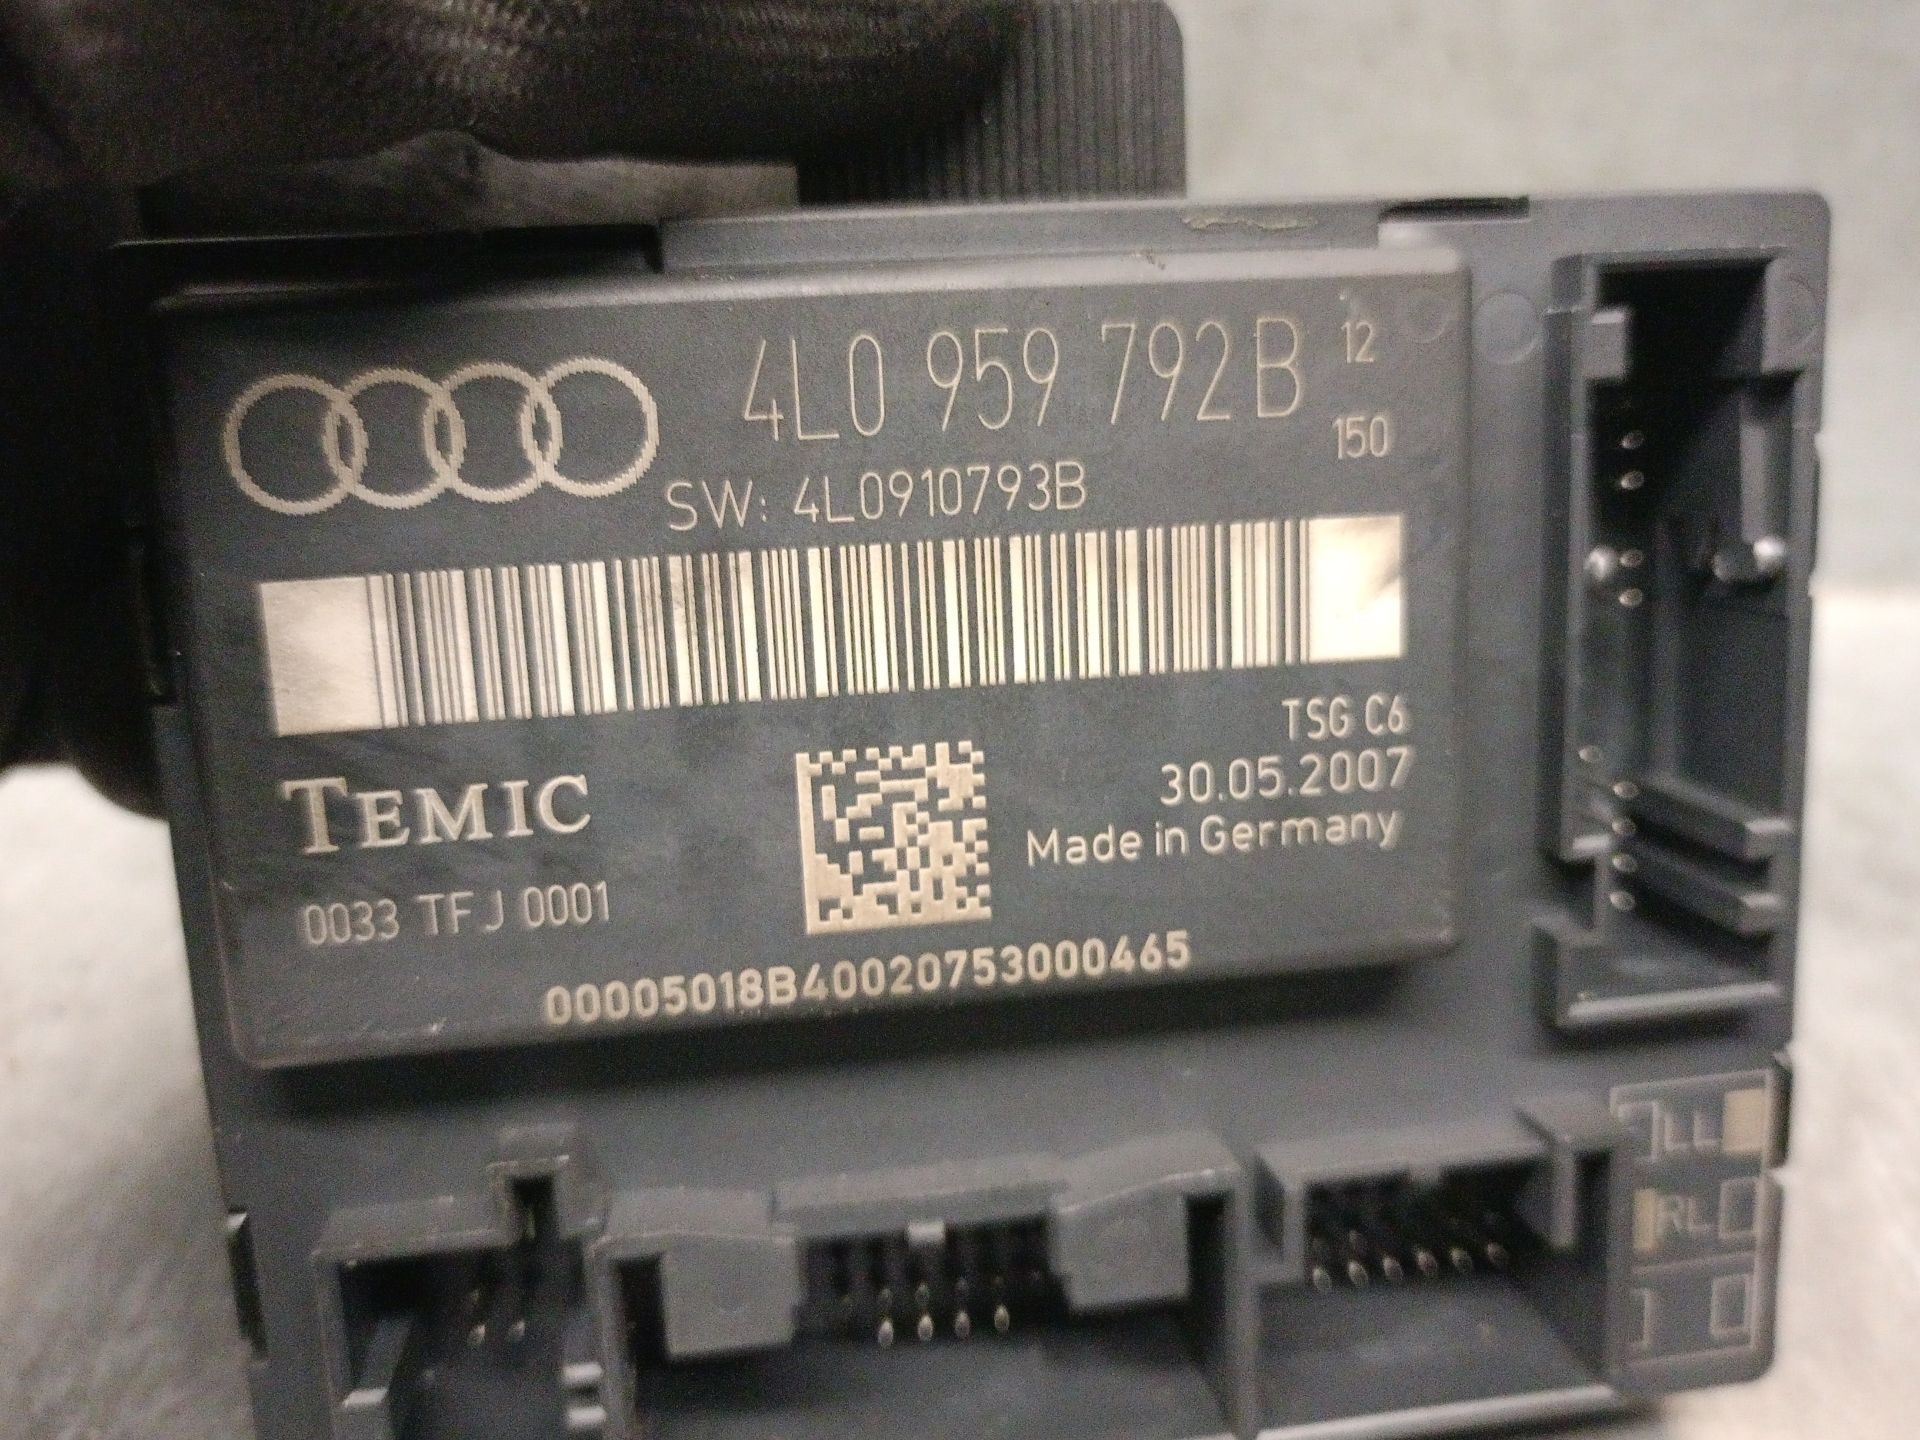 4L0 959 792 B 12
150
SW: 4L0910793B
TSG C6
30.05.2007
TEMIC
Made in Germany
0033 TFJ 0001
00005018B40020753000465
LL
RL